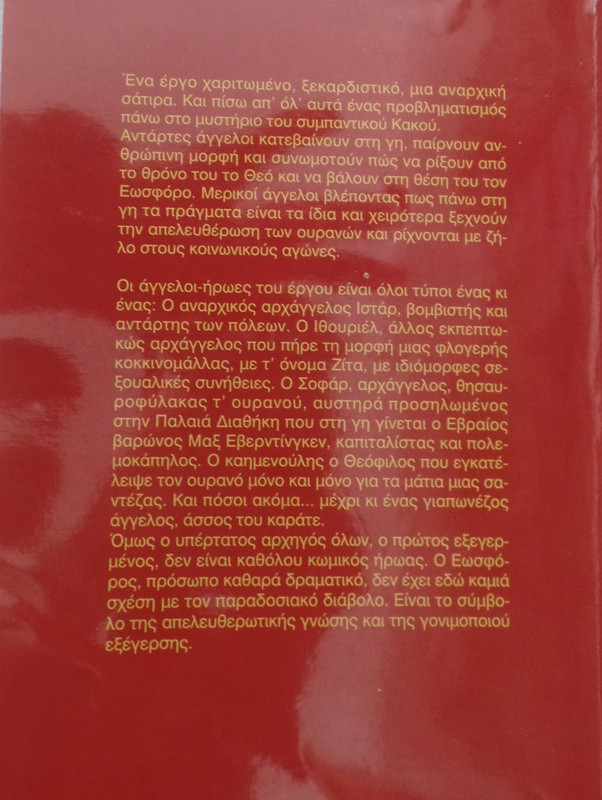 Ένα έργο χαριτωμένο, ξεκαρδιστικό, μια αναρχική
σάτιρα. Και πίσω απ' όλ' αυτά ένας προβληματισμός
πάνω στο μυστήριο του συμπαντικού Κακού.
Αντάρτες άγγελοι κατεβαίνουν στη γη, παίρνουν αν-
θρώπινη μορφή και συνωμοτούν πώς να ρίξουν από
το θρόνο του το Θεό και να βάλουν στη θέση του τον
Εωσφόρο. Μερικοί άγγελοι βλέποντας πως πάνω στη
γη τα πράγματα είναι τα ίδια και χειρότερα ξεχνούν
την απελευθέρωση των ουρανών και ρίχνονται με ζή-
λο στους κοινωνικούς αγώνες.
Οι άγγελοι-ήρωες του έργου είναι όλοι τύποι ένας κι
ένας: Ο αναρχικός αρχάγγελος Ιστάρ, βομβιστής και
αντάρτης των πόλεων. Ο Ιθουριέλ, άλλος εκπεπτω-
κώς αρχάγγελος που πήρε τη μορφή μιας φλογερής
κοκκινομάλλας, με τ' όνομα Ζίτα, με ιδιόμορφες σε-
ξουαλικές συνήθειες. Ο Σοφάρ, αρχάγγελος, θησαυ-
ροφύλακας τ' ουρανού, αυστηρά προσηλωμένος
στην Παλαιά Διαθήκη που στη γη γίνεται ο Εβραίος
βαρώνος Μαξ Εβερντίνγκεν, καπιταλίστας και πολε-
μοκάπηλος. Ο καημενούλης ο Θεόφιλος που εγκατέ-
λειψε τον ουρανό μόνο και μόνο για τα μάτια μιας σα-
ντέζας. Και πόσοι ακόμα... μέχρι κι ένας γιαπωνέζος
άγγελος, άσσος του καράτε.
Όμως ο υπέρτατος αρχηγός όλων, ο πρώτος εξεγερ-
μένος, δεν είναι καθόλου κωμικός ήρωας. Ο Εωσφό-
ρος, πρόσωπο καθαρά δραματικό, δεν έχει εδώ καμιά
σχέση με τον παραδοσιακό διάβολο. Είναι το σύμβο-
λο της απελευθερωτικής γνώσης και της γονιμοποιού
εξέγερσης.